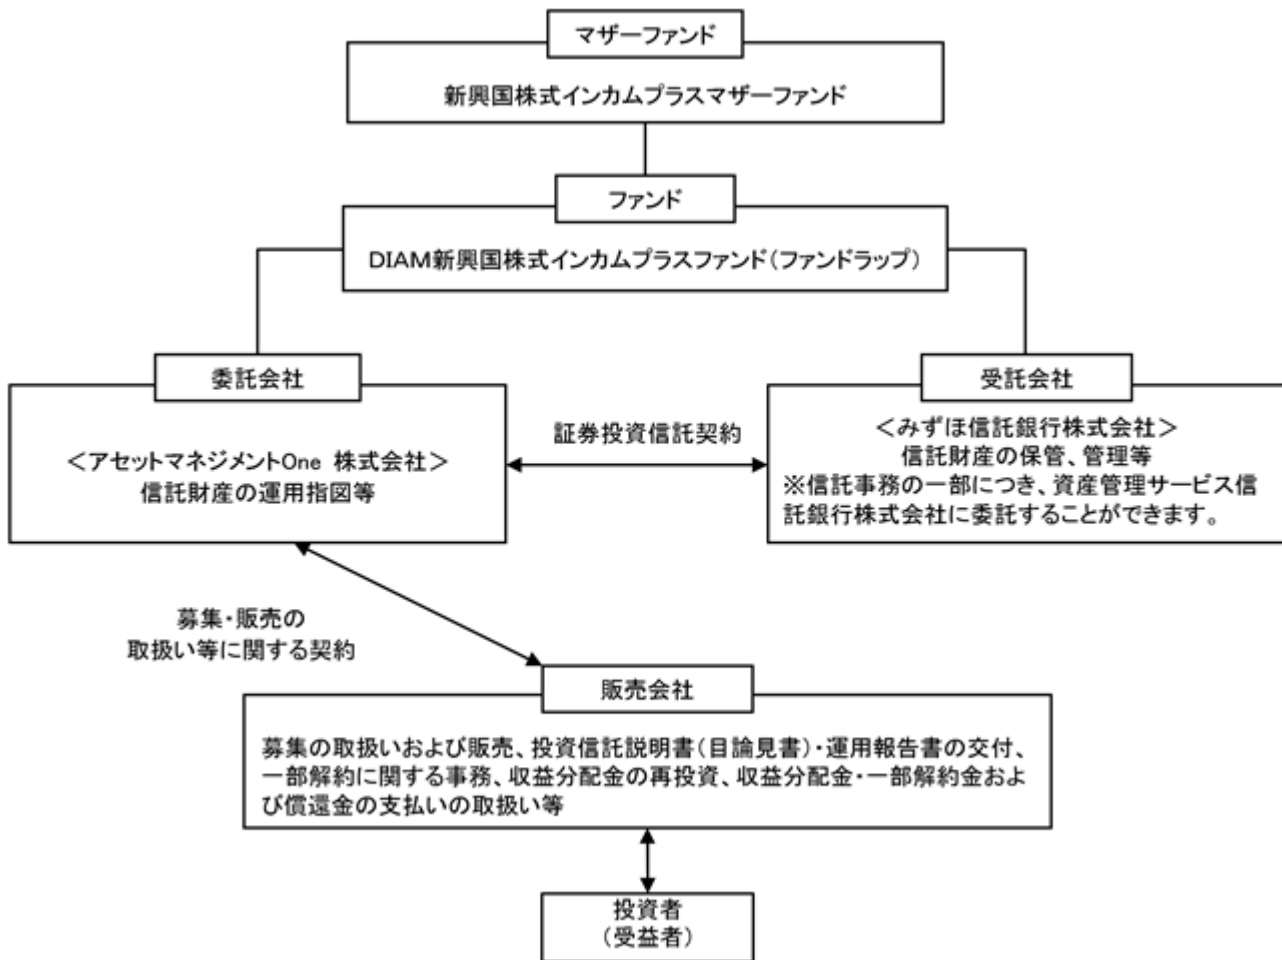 マザーファンド
新興国株式インカムプラスマザーファンド
ファンド
DIAM新興国株式インカムプラスファンド（ファンドラップ）
委託会社
＜アセットマネジメントOne 株式会社＞
信託財産の運用指図等
証券投資信託契約
受託会社
＜みずほ信託銀行株式会社＞
信託財産の保管、管理等
※信託事務の一部につき、資産管理サービス信
託銀行株式会社に委託することができます。
募集・販売の
取扱い等に関する契約
販売会社
募集の取扱いおよび販売、投資信託説明書（目論見書）・運用報告書の交付、
一部解約に関する事務、収益分配金の再投資、収益分配金・一部解約金およ
び償還金の支払いの取扱い等
投資者
（受益者）